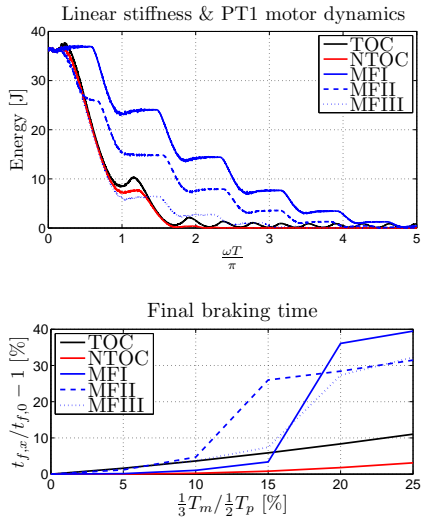 Linear stiffness & PT1 motor dynamics
40
30
20
10
0
Energy [J]
TOC
NTOC
MFI
MFII
MFIII
0 1 2 3 4 5
ωT/π
Final braking time
40
30
20
10
0
t_{f,x}/t_{f,0} − 1 [%]
TOC
NTOC
MFI
MFII
MFIII
0 5 10 15 20 25
1/3 T_m / 1/2 T_p [%]